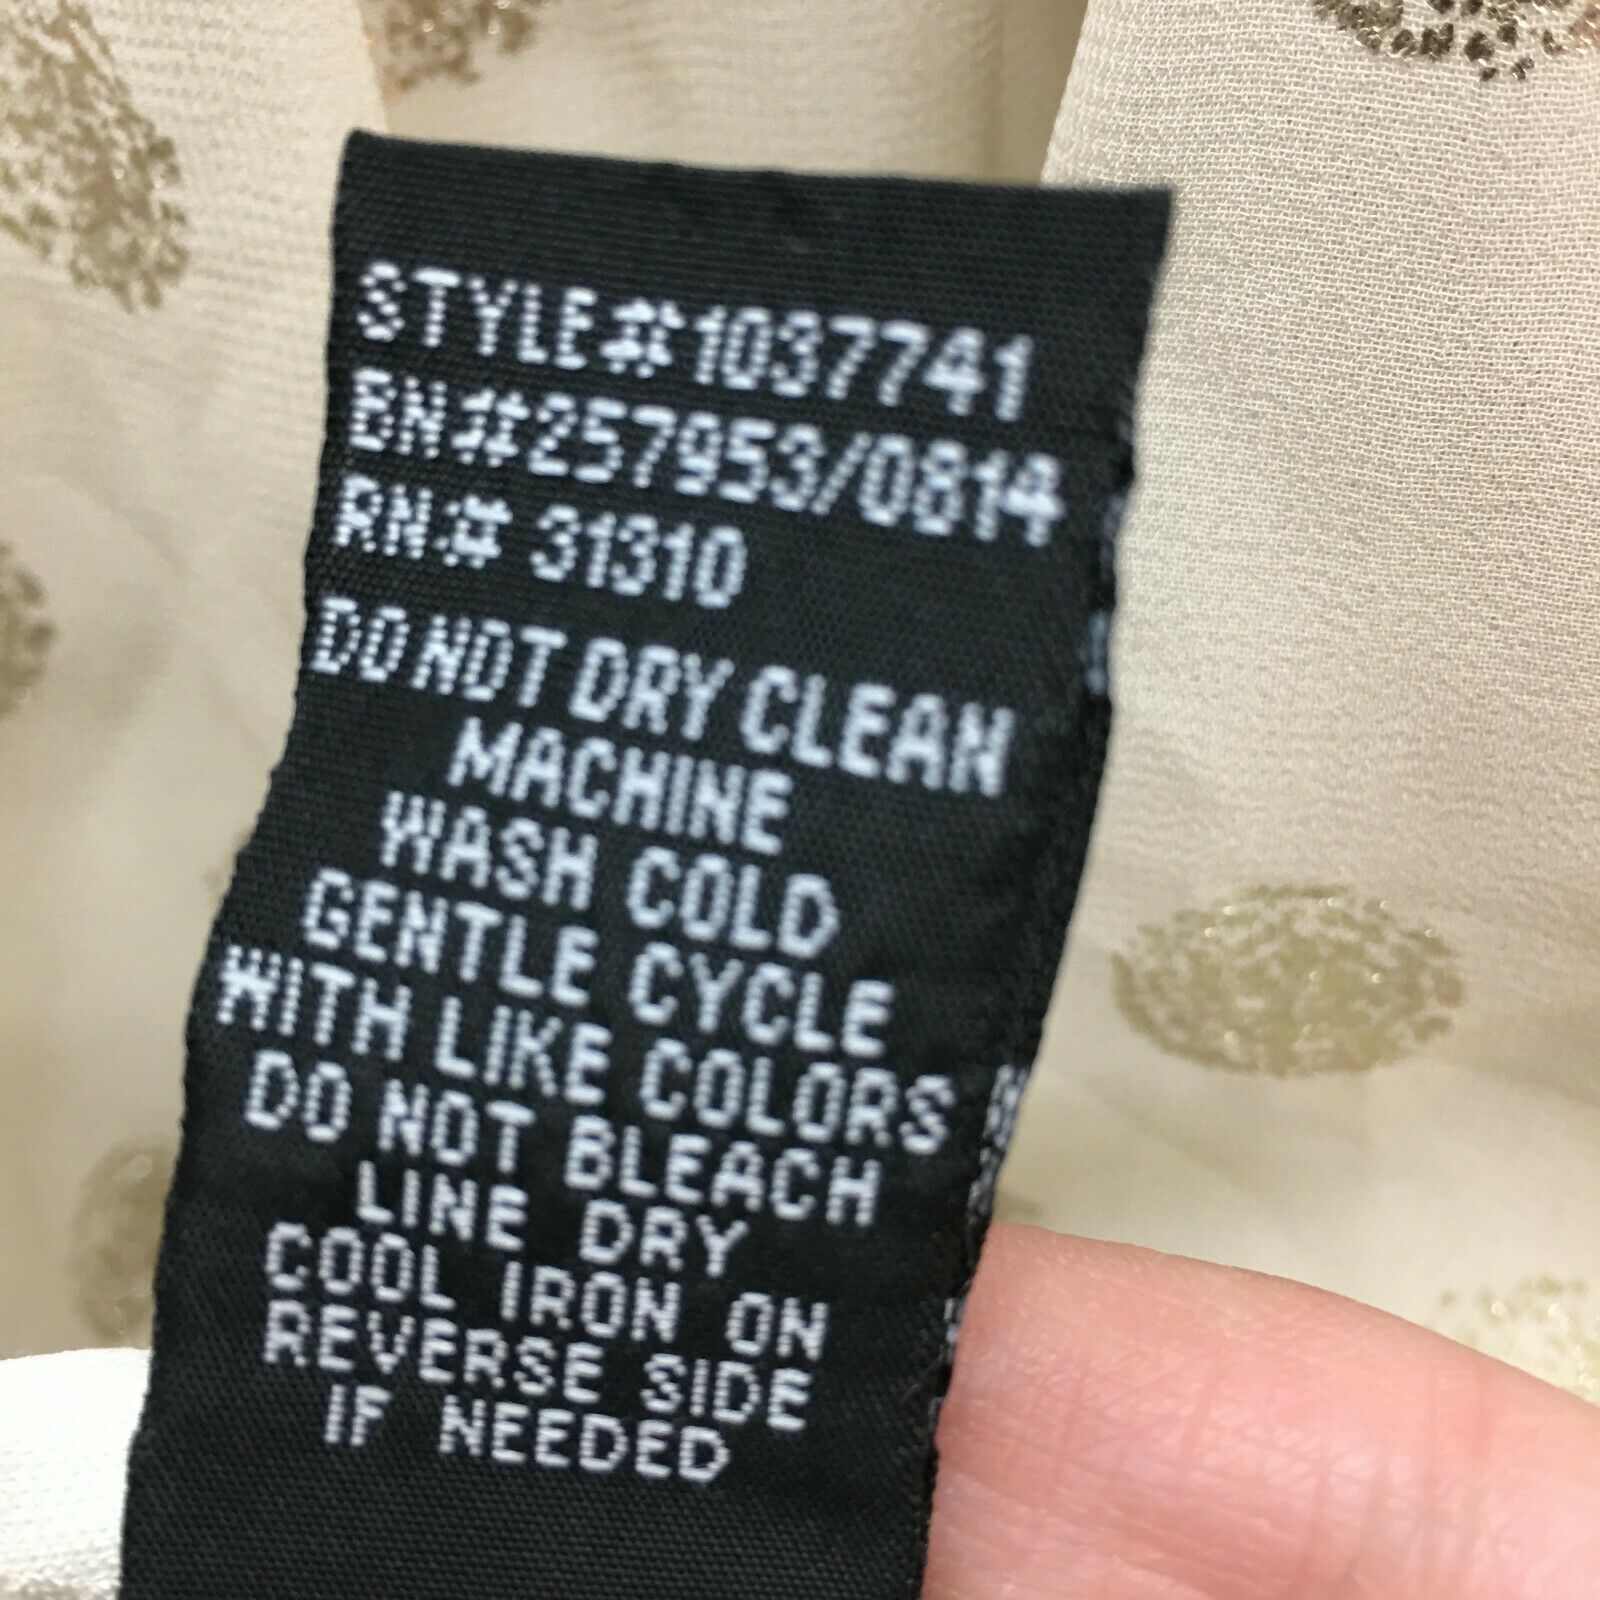 STYLE#1037741
BN#257953/0814
RN# 31310
DO NOT DRY CLEAN
MACHINE
WASH COLD
GENTLE CYCLE
WITH LIKE COLORS
DO NOT BLEACH
LINE DRY
COOL IRON ON
REVERSE SIDE
IF NEEDED